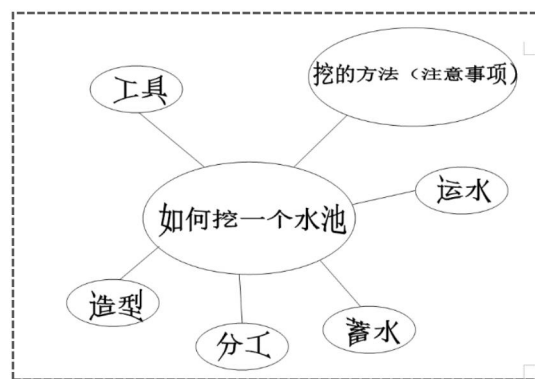 工具
挖的方法（注意事项）
运水
如何挖一个水池
造型
分工
蓄水